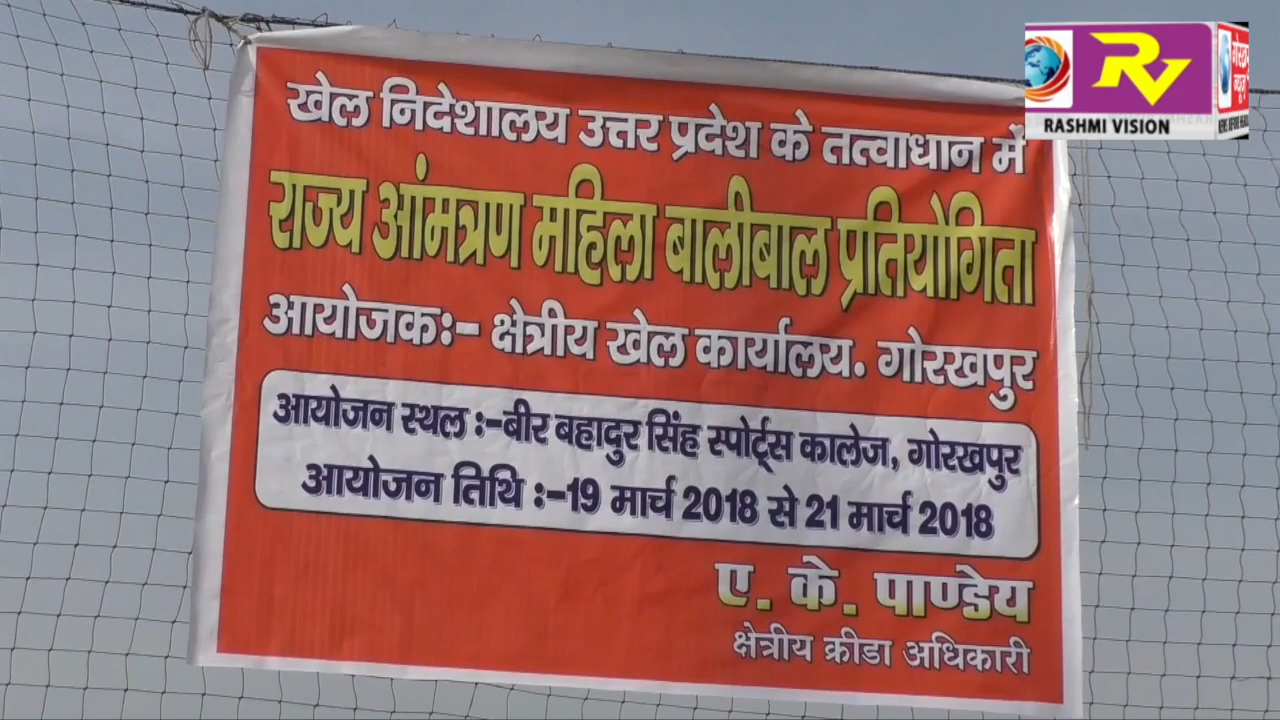 खेल निदेशालय उत्तर प्रदेश के तत्वाधान में
राज्य आंमत्रण महिला बालीबाल प्रतियोगिता
आयोजकः- क्षेत्रीय खेल कार्यालय. गोरखपुर
आयोजन स्थल :-बीर बहादुर सिंह स्पोर्ट्स कालेज, गोरखपुर
आयोजन तिथि :-19 मार्च 2018 से 21 मार्च 2018
ए. के. पाण्डेय
क्षेत्रीय क्रीडा अधिकारी
RV
RASHMI VISION